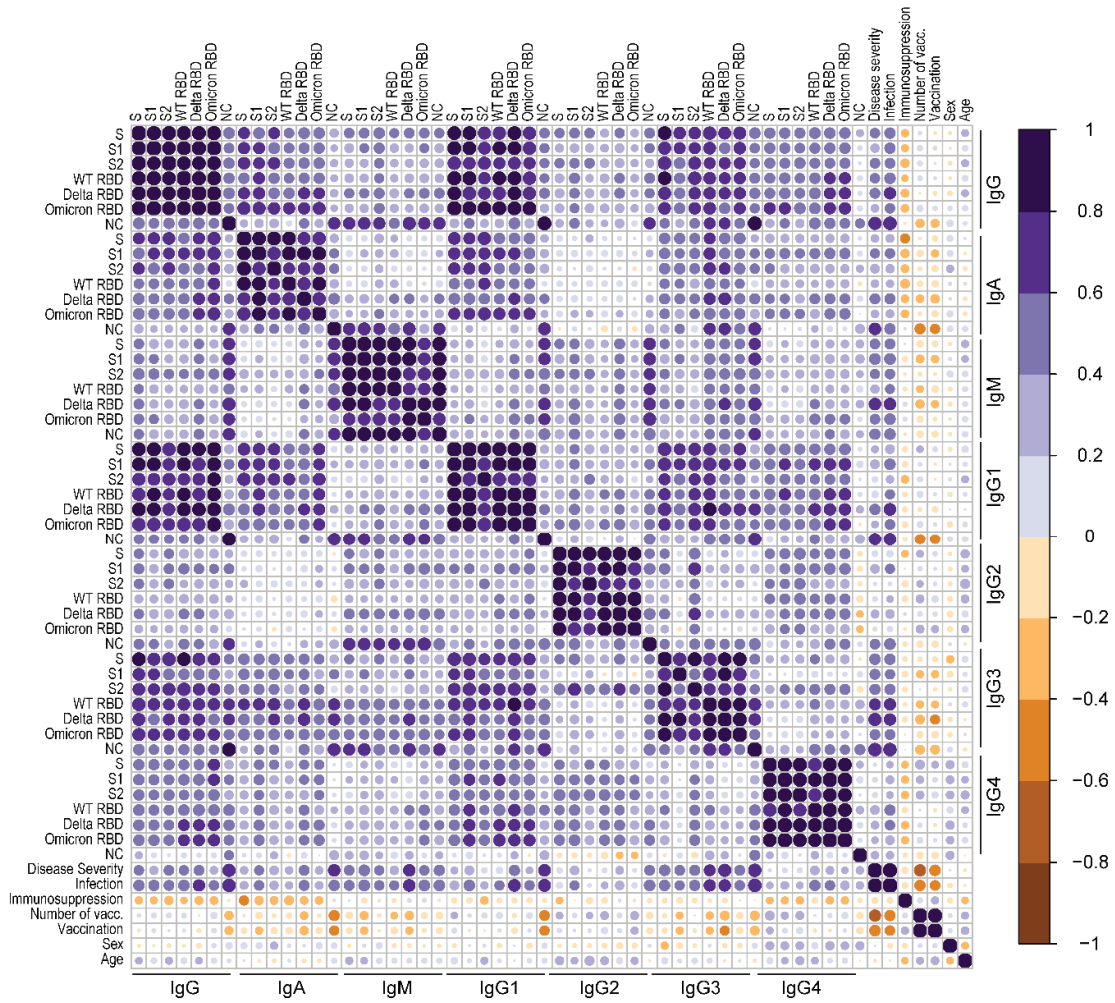 S S1 S2 WT RBD Delta RBD Omicron RBD NC S S1 S2 WT RBD Delta RBD Omicron RBD NC S S1 S2 WT RBD Delta RBD Omicron RBD NC S S1 S2 WT RBD Delta RBD Omicron RBD NC S S1 S2 WT RBD Delta RBD Omicron RBD NC S S1 S2 WT RBD Delta RBD Omicron RBD NC S S1 S2 WT RBD Delta RBD Omicron RBD NC Disease severity Infection Immunosuppression Number of vacc. Vaccination Sex Age
S
S1
S2
WT RBD
Delta RBD
Omicron RBD
NC
S
S1
S2
WT RBD
Delta RBD
Omicron RBD
NC
S
S1
S2
WT RBD
Delta RBD
Omicron RBD
NC
S
S1
S2
WT RBD
Delta RBD
Omicron RBD
NC
S
S1
S2
WT RBD
Delta RBD
Omicron RBD
NC
S
S1
S2
WT RBD
Delta RBD
Omicron RBD
NC
S
S1
S2
WT RBD
Delta RBD
Omicron RBD
NC
Disease Severity
Infection
Immunosuppression
Number of vacc.
Vaccination
Sex
Age
IgG
IgA
IgM
IgG1
IgG2
IgG3
IgG4
1
0.8
0.6
0.4
0.2
0
−0.2
−0.4
−0.6
−0.8
−1
IgG IgA IgM IgG1 IgG2 IgG3 IgG4